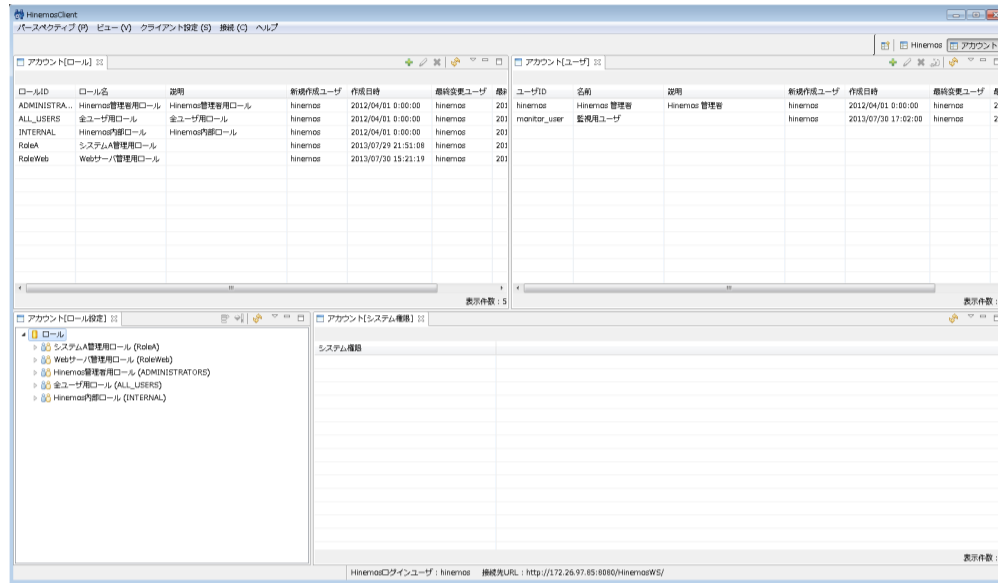 HinemosClient
パースペクティブ (P) ビュー (V) クライアント設定 (S) 接続 (C) ヘルプ
Hinemos アカウント
アカウント[ロール]
ロールID ロール名 説明 新規作成ユーザ 作成日時 最終変更ユーザ 最終
ADMINISTRA... Hinemos管理者用ロール Hinemos管理者用ロール hinemos 2012/04/01 0:00:00 hinemos 201
ALL_USERS 全ユーザ用ロール 全ユーザ用ロール hinemos 2012/04/01 0:00:00 hinemos 201
INTERNAL Hinemos内部ロール Hinemos内部ロール hinemos 2012/04/01 0:00:00 hinemos 201
RoleA システムA管理用ロール hinemos 2013/07/29 21:51:08 hinemos 201
RoleWeb Webサーバ管理用ロール hinemos 2013/07/30 15:21:19 hinemos 201
表示件数 : 5
アカウント[ユーザ]
ユーザID 名前 説明 新規作成ユーザ 作成日時 最終変更ユーザ
hinemos Hinemos 管理者 Hinemos 管理者 hinemos 2012/04/01 0:00:00 hinemos 2
monitor_user 監視用ユーザ hinemos 2013/07/30 17:02:00 hinemos 2
表示件数 :
アカウント[ロール設定]
ロール
システムA管理用ロール (RoleA)
Webサーバ管理用ロール (RoleWeb)
Hinemos管理者用ロール (ADMINISTRATORS)
全ユーザ用ロール (ALL_USERS)
Hinemos内部ロール (INTERNAL)
アカウント[システム権限]
システム権限
表示件数 :
Hinemosログインユーザ : hinemos 接続先URL : http://172.26.97.85:8080/HinemosWS/